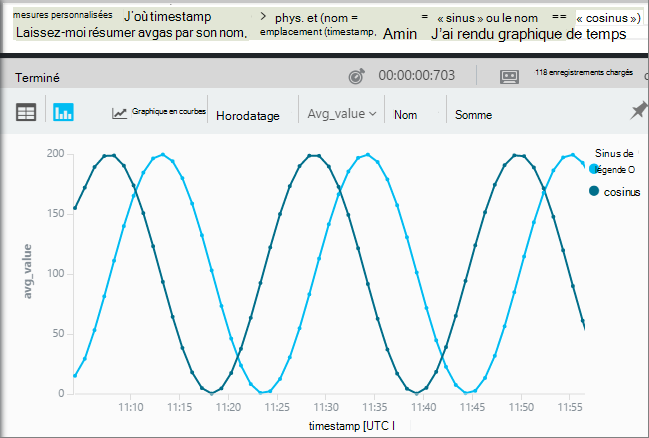 mesures personnalisées J'où timestamp > phys. et (nom = = « sinus » ou le nom == « cosinus »)
Laissez-moi résumer avgas par son nom, emplacement (timestamp, Amin J'ai rendu graphique de temps
Terminé 00:00:00:703 118 enregistrements chargés
Graphique en courbes Horodatage Avg_value Nom Somme
Sinus de
légende O
cosinus
200
150
100
50
0
avg_value
11:10 11:15 11:20 11:25 11:30 11:35 11:40 11:45 11:50 11:55
timestamp [UTC l